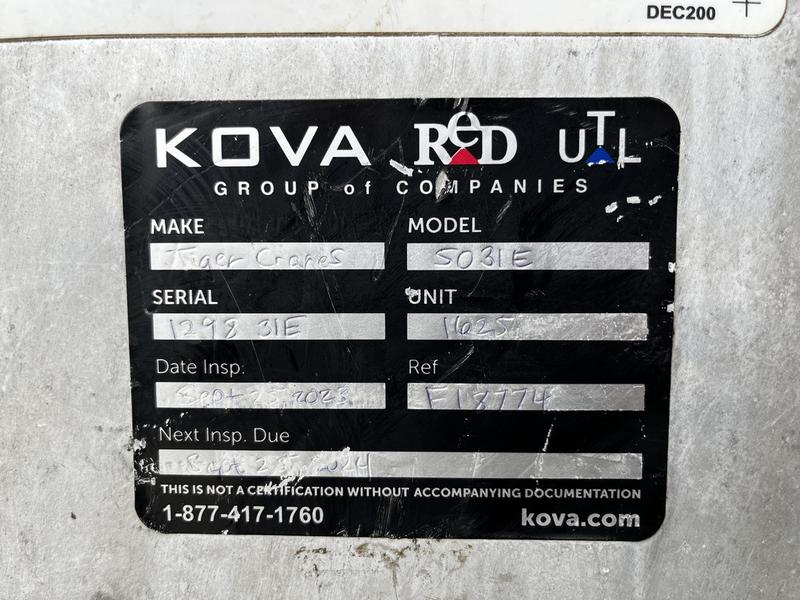 DEC200
KOVA ReD UTL
GROUP of COMPANIES
MAKE MODEL
Tiger Cranes 5031E
SERIAL UNIT
1298 31E 1625
Date Insp. Ref
Sept 25 2023 F18774
Next Insp. Due
Sept 25 2024
THIS IS NOT A CERTIFICATION WITHOUT ACCOMPANYING DOCUMENTATION
1-877-417-1760 kova.com